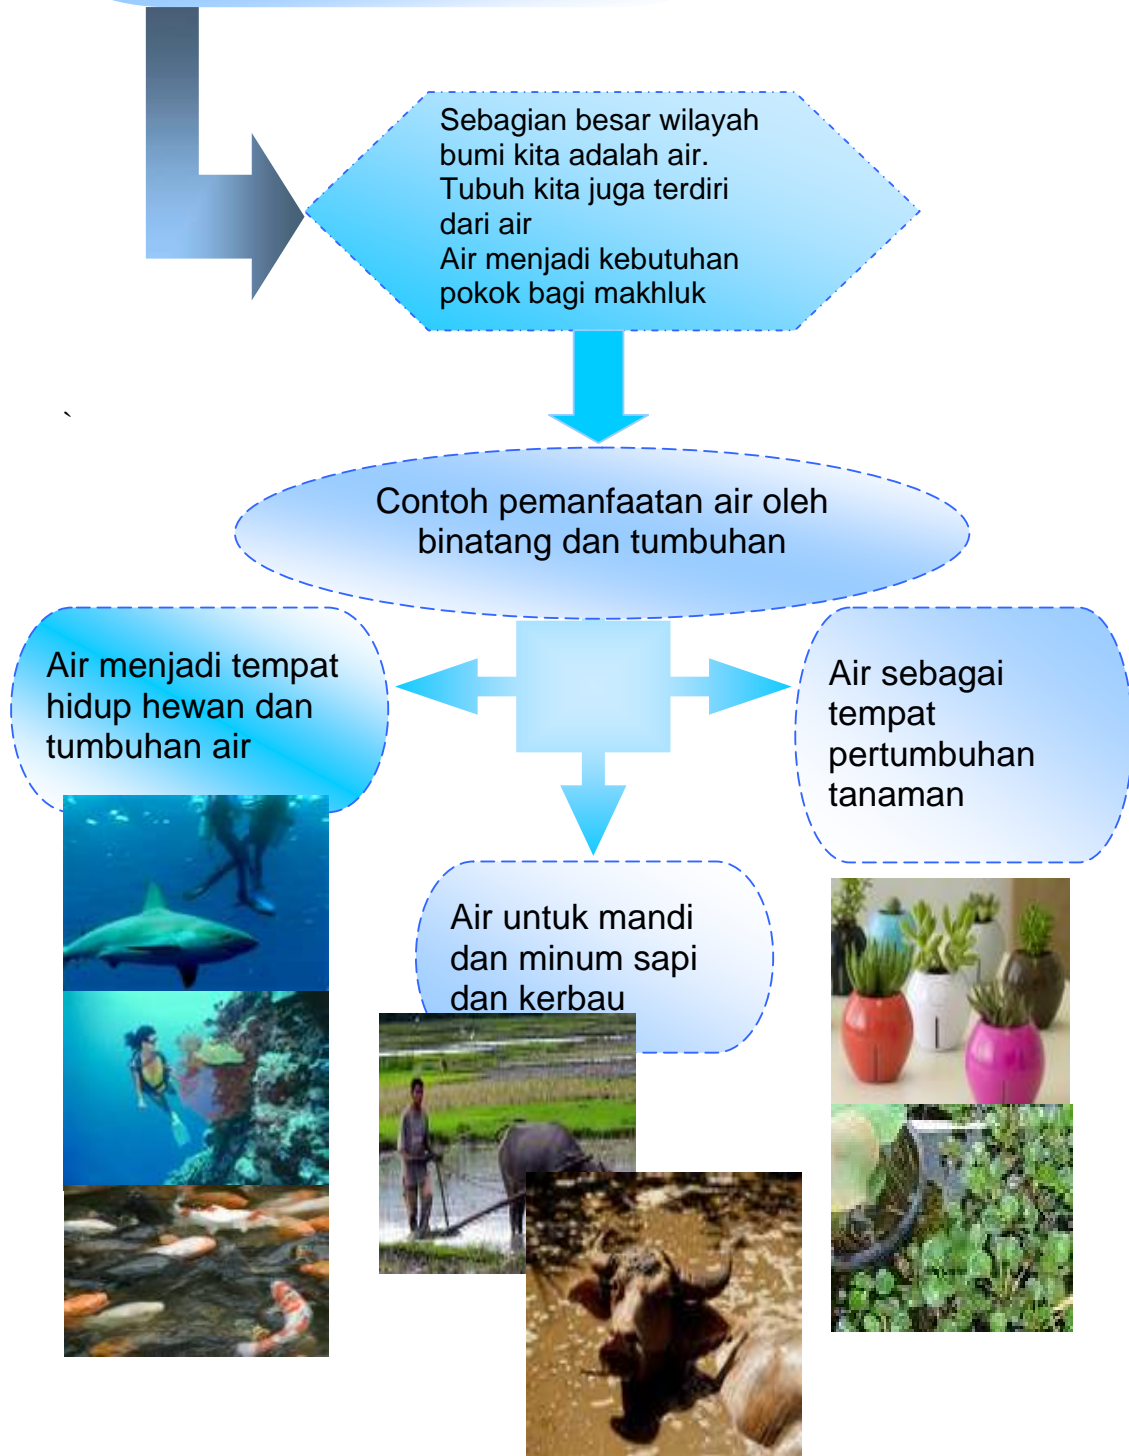 Sebagian besar wilayah
bumi kita adalah air.
Tubuh kita juga terdiri
dari air
Air menjadi kebutuhan
pokok bagi makhluk
`
Contoh pemanfaatan air oleh
binatang dan tumbuhan
Air menjadi tempat
hidup hewan dan
tumbuhan air
Air sebagai
tempat
pertumbuhan
tanaman
Air untuk mandi
dan minum sapi
dan kerbau